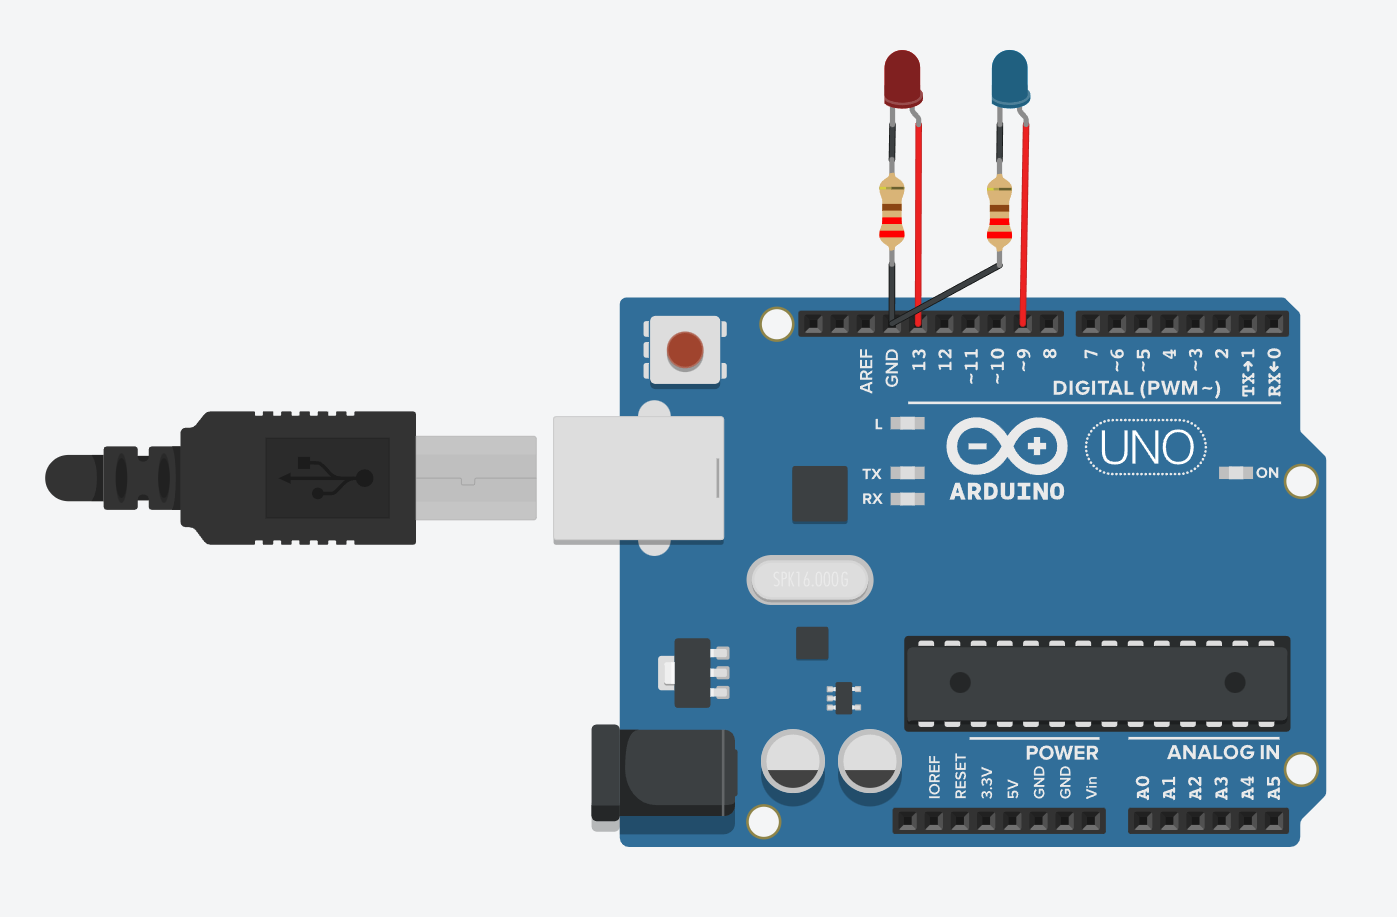 AREF
GND
13
12
~11
~10
~9
8
7
~6
~5
4
~3
2
TX→1
RX←0
DIGITAL (PWM ~)
L
TX
RX
ARDUINO
UNO
ON
SPK16.000G
POWER
ANALOG IN
IOREF
RESET
3.3V
5V
GND
GND
Vin
A0
A1
A2
A3
A4
A5